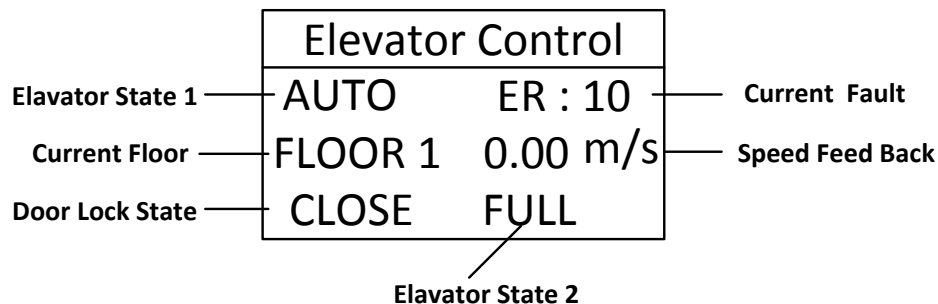 Elevator Control
Elavator State 1 AUTO ER : 10 Current Fault
Current Floor FLOOR 1 0.00 m/s Speed Feed Back
Door Lock State CLOSE FULL
Elavator State 2